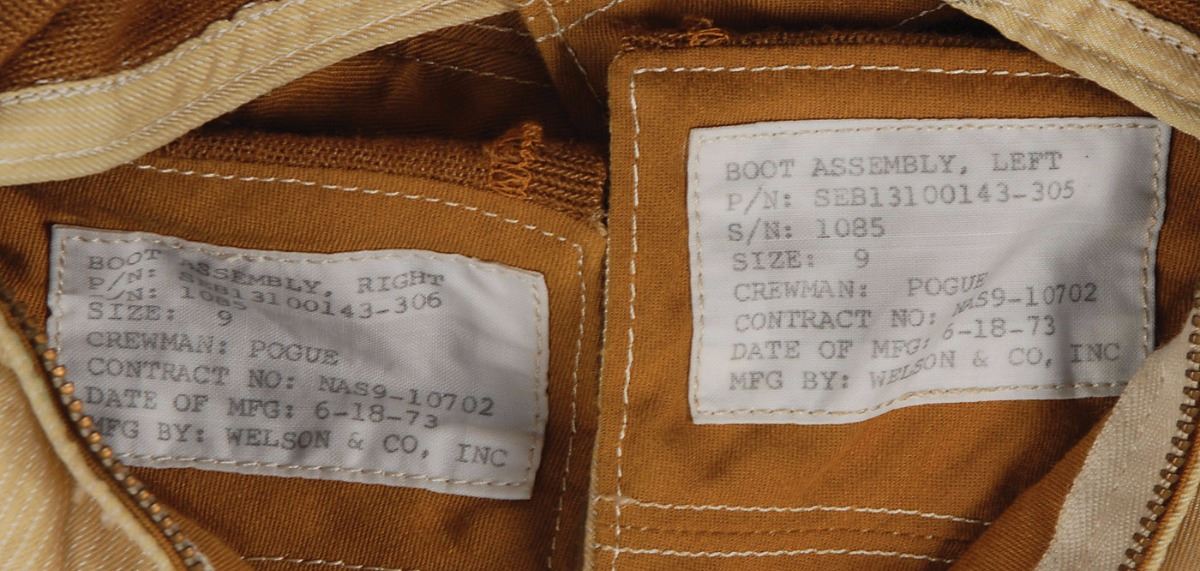 BOOT ASSEMBLY, RIGHT
P/N: SEB13100143-306
S/N: 1085
SIZE: 9
CREWMAN: POGUE
CONTRACT NO: NAS9-10702
DATE OF MFG: 6-18-73
MFG BY: WELSON & CO, INC
BOOT ASSEMBLY, LEFT
P/N: SEB13100143-305
S/N: 1085
SIZE: 9
CREWMAN: POGUE
CONTRACT NO: NAS9-10702
DATE OF MFG: 6-18-73
MFG BY: WELSON & CO, INC